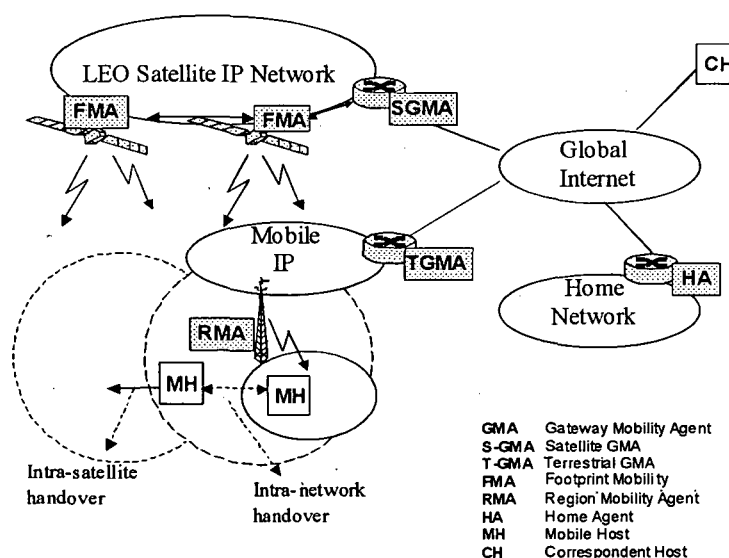 LEO Satellite IP Network
CH
FMA
FMA
SGMA
Global
Internet
Mobile
IP
TGMA
HA
Home
Network
RMA
MH
MH
Intra-satellite
handover
Intra-network
handover
GMA Gateway Mobility Agent
S-GMA Satellite GMA
T-GMA Terrestrial GMA
FMA Footprint Mobility
RMA Region Mobility Agent
HA Home Agent
MH Mobile Host
CH Correspondent Host